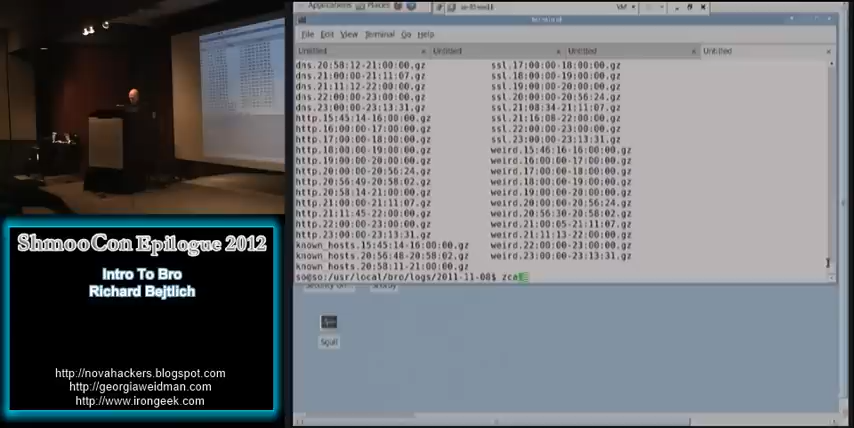 Applications Places
File Edit View Terminal Go Help
Untitled Untitled Untitled Untitled
dns.20:58:12-21:00:00.gz ssl.17:00:00-18:00:00.gz
dns.21:00:00-21:11:07.gz ssl.18:00:00-19:00:00.gz
dns.21:11:12-22:00:00.gz ssl.19:00:00-20:00:00.gz
dns.22:00:00-23:00:00.gz ssl.20:00:00-20:56:24.gz
dns.23:00:00-23:13:31.gz ssl.21:08:34-21:11:07.gz
http.15:45:14-16:00:00.gz ssl.21:16:08-22:00:00.gz
http.16:00:00-17:00:00.gz ssl.22:00:00-23:00:00.gz
http.17:00:00-18:00:00.gz ssl.23:00:00-23:13:31.gz
http.18:00:00-19:00:00.gz weird.15:46:16-16:00:00.gz
http.19:00:00-20:00:00.gz weird.16:00:00-17:00:00.gz
http.20:00:00-20:56:24.gz weird.17:00:00-18:00:00.gz
http.20:56:49-20:58:02.gz weird.18:00:00-19:00:00.gz
http.20:58:14-21:00:00.gz weird.19:00:00-20:00:00.gz
http.21:00:00-21:11:07.gz weird.20:00:00-20:56:24.gz
http.21:11:45-22:00:00.gz weird.20:56:30-20:58:02.gz
http.22:00:00-23:00:00.gz weird.21:00:05-21:11:07.gz
http.23:00:00-23:13:31.gz weird.21:11:13-22:00:00.gz
known_hosts.15:45:14-16:00:00.gz weird.22:00:00-23:00:00.gz
known_hosts.20:56:48-20:58:02.gz weird.23:00:00-23:13:31.gz
known_hosts.20:58:11-21:00:00.gz
so@so:/usr/local/bro/logs/2011-11-08$ zca
Squil
ShmooCon Epilogue 2012
Intro To Bro
Richard Bejtlich
http://novahackers.blogspot.com
http://georgiaweidman.com
http://www.irongeek.com